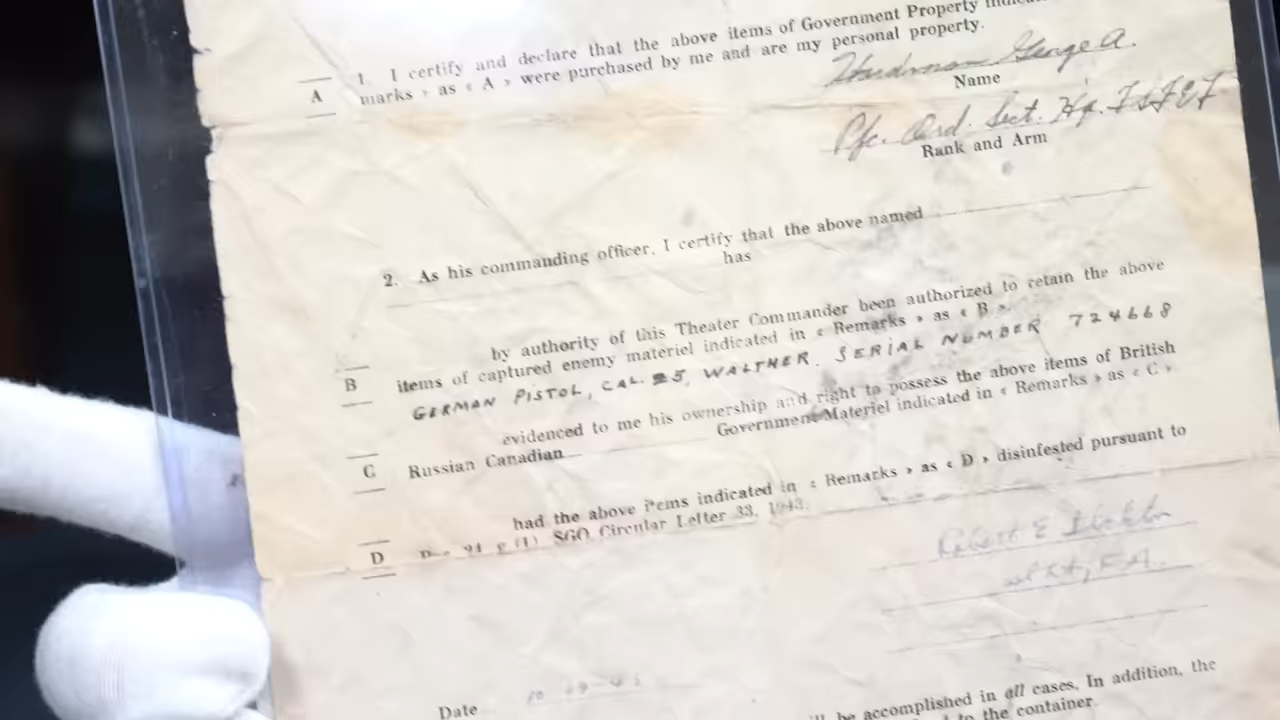 1. I certify and declare that the above items of Government Property
A marks » as « A » were purchased by me and are my personal property.
Hardman George A.
Name
Pfc. Ord. Sect. Hq.
Rank and Arm
2. As his commanding officer, I certify that the above named
has
by authority of this Theater Commander been authorized to retain the above
B items of captured enemy materiel indicated in « Remarks » as « B ».
GERMAN PISTOL, CAL. 25, WALTHER. SERIAL NUMBER 724668
evidenced to me his ownership and right to possess the above items of British
C Russian Canadian Government Materiel indicated in « Remarks » as « C ».
had the above items indicated in « Remarks » as « D » disinfested pursuant to
D SGO Circular Letter 33, 1943.
Robert E
F.A.
Date
be accomplished in all cases. In addition, the
to the container.